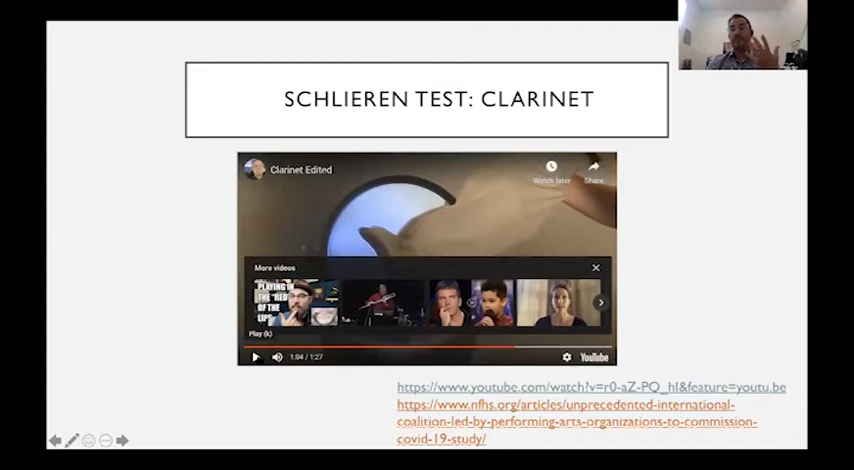 SCHLIEREN TEST: CLARINET
Clarinet Edited
Watch later
Share
More videos
PLAYING IN
THE "RED"
OF THE
LIPS
Play (k)
1:04 / 1:27
YouTube
https://www.youtube.com/watch?v=r0-aZ-PQ_hI&feature=youtu.be
https://www.nfhs.org/articles/unprecedented-international-
coalition-led-by-performing-arts-organizations-to-commission-
covid-19-study/